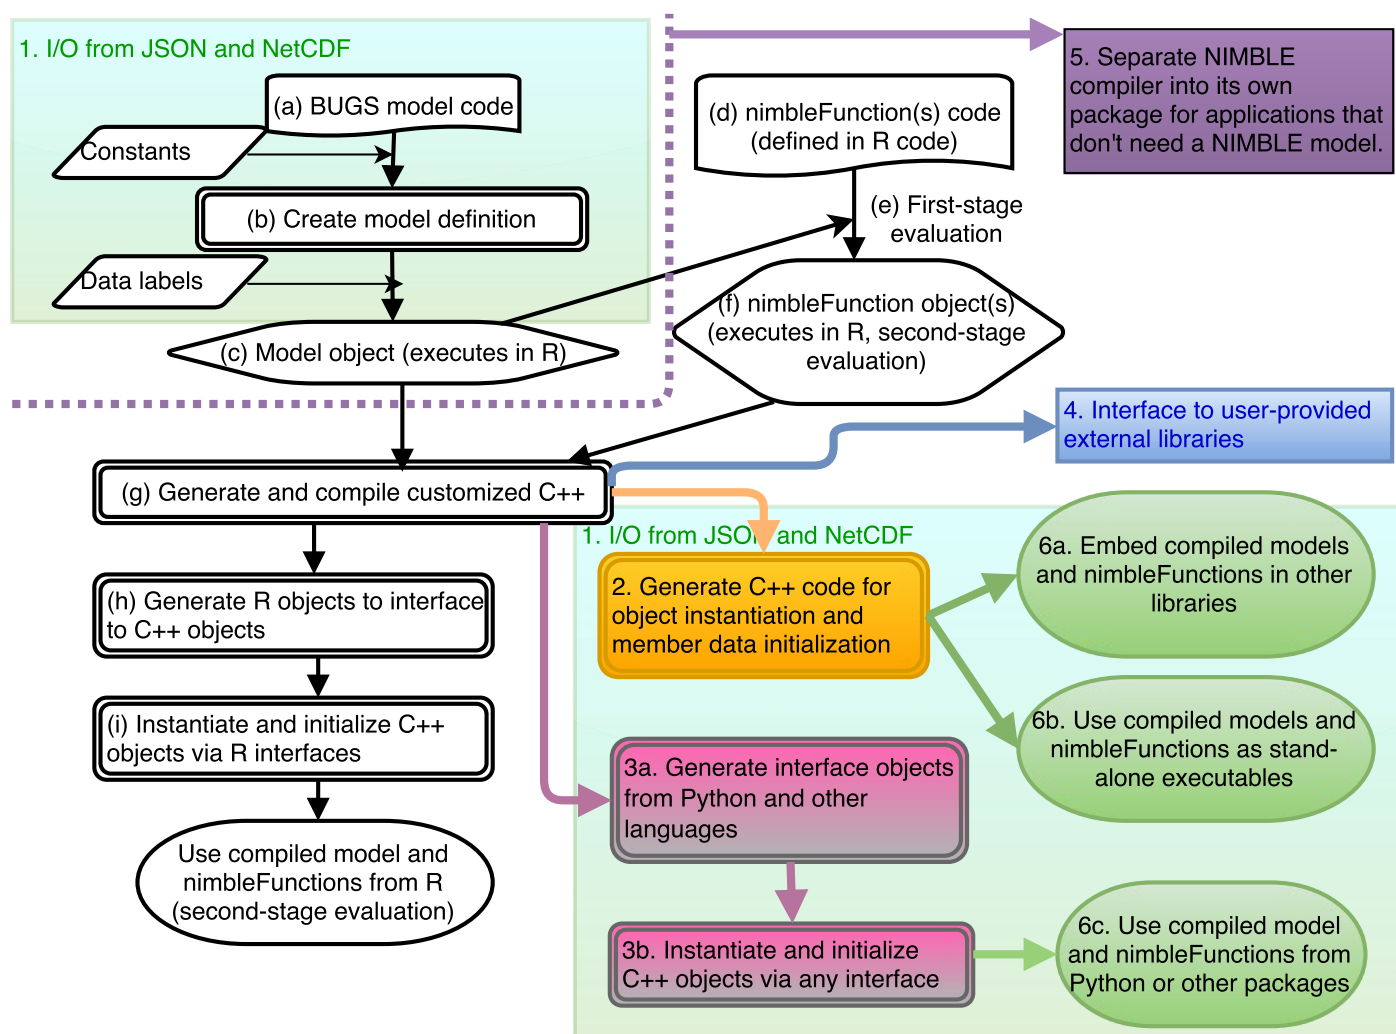 1. I/O from JSON and NetCDF
(a) BUGS model code
Constants
(b) Create model definition
Data labels
(c) Model object (executes in R)
(d) nimbleFunction(s) code
(defined in R code)
(e) First-stage
evaluation
(f) nimbleFunction object(s)
(executes in R, second-stage
evaluation)
5. Separate NIMBLE
compiler into its own
package for applications that
don't need a NIMBLE model.
4. Interface to user-provided
external libraries
(g) Generate and compile customized C++
(h) Generate R objects to interface
to C++ objects
(i) Instantiate and initialize C++
objects via R interfaces
Use compiled model and
nimbleFunctions from R
(second-stage evaluation)
1. I/O from JSON and NetCDF
2. Generate C++ code for
object instantiation and
member data initialization
3a. Generate interface objects
from Python and other
languages
3b. Instantiate and initialize
C++ objects via any interface
6a. Embed compiled models
and nimbleFunctions in other
libraries
6b. Use compiled models and
nimbleFunctions as stand-
alone executables
6c. Use compiled model
and nimbleFunctions from
Python or other packages